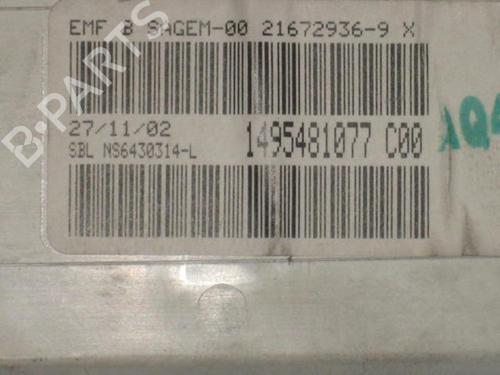 EMF B SAGEM-00 21672936-9 X
27/11/02
1495481077 C00
SBL NS6430314-L
B-PARTS